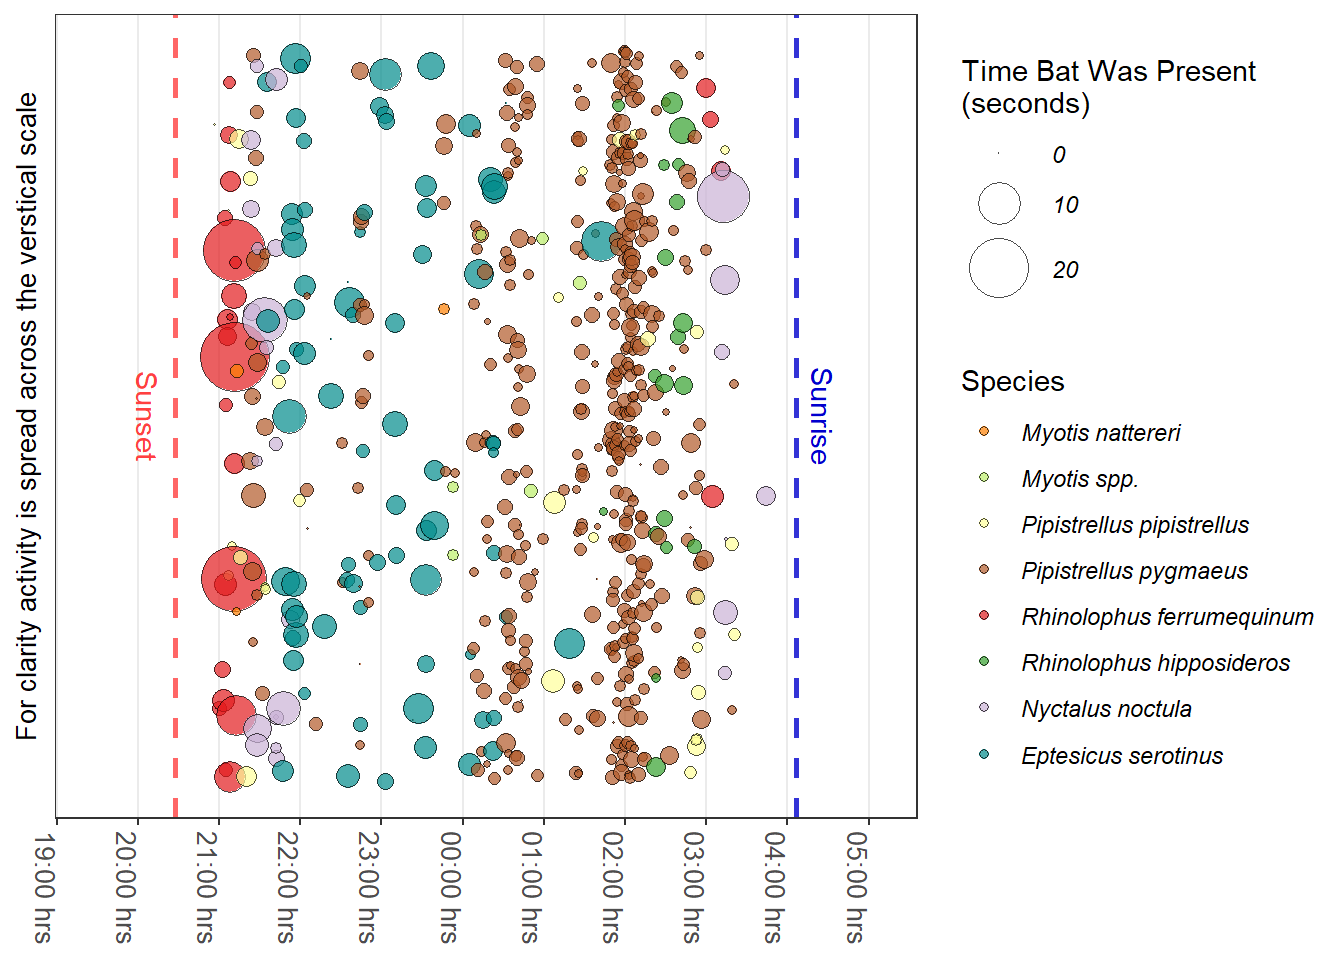 For clarity activity is spread across the verstical scale
Sunset
Sunrise
19:00 hrs
20:00 hrs
21:00 hrs
22:00 hrs
23:00 hrs
00:00 hrs
01:00 hrs
02:00 hrs
03:00 hrs
04:00 hrs
05:00 hrs
Time Bat Was Present
(seconds)
0
10
20
Species
Myotis nattereri
Myotis spp.
Pipistrellus pipistrellus
Pipistrellus pygmaeus
Rhinolophus ferrumequinum
Rhinolophus hipposideros
Nyctalus noctula
Eptesicus serotinus